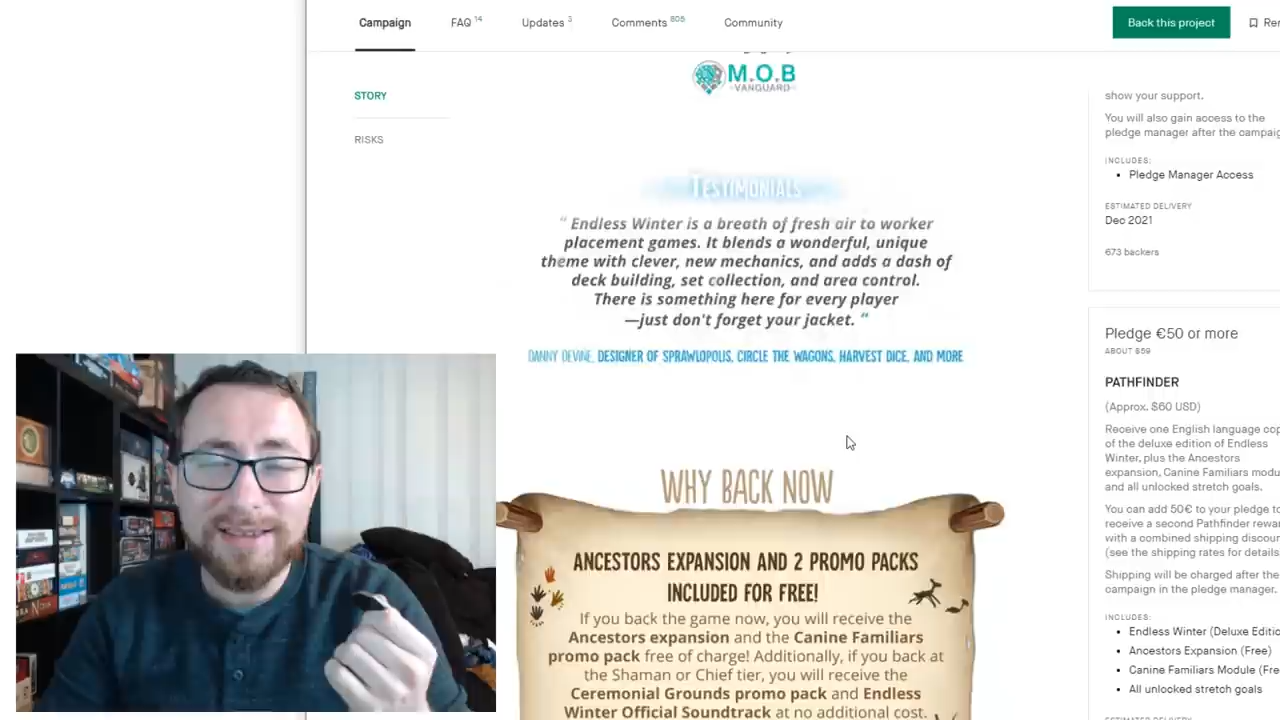 Campaign
FAQ 14
Updates 3
Comments 805
Community
Back this project
STORY
RISKS
M.O.B
VANGUARD
TESTIMONIALS
“ Endless Winter is a breath of fresh air to worker
placement games. It blends a wonderful, unique
theme with clever, new mechanics, and adds a dash of
deck building, set collection, and area control.
There is something here for every player
—just don't forget your jacket. “
DANNY DEVINE, DESIGNER OF SPRAWLOPOLIS, CIRCLE THE WAGONS, HARVEST DICE, AND MORE
WHY BACK NOW
ANCESTORS EXPANSION AND 2 PROMO PACKS
INCLUDED FOR FREE!
If you back the game now, you will receive the
Ancestors expansion and the Canine Familiars
promo pack free of charge! Additionally, if you back at
the Shaman or Chief tier, you will receive the
Ceremonial Grounds promo pack and Endless
Winter Official Soundtrack at no additional cost.
show your support.
You will also gain access to the
pledge manager after the campaig
INCLUDES:
• Pledge Manager Access
ESTIMATED DELIVERY
Dec 2021
673 backers
Pledge €50 or more
ABOUT $59
PATHFINDER
(Approx. $60 USD)
Receive one English language cop
of the deluxe edition of Endless
Winter, plus the Ancestors
expansion, Canine Familiars modu
and all unlocked stretch goals.
You can add 50€ to your pledge to
receive a second Pathfinder rewa
with a combined shipping discoun
(see the shipping rates for details
Shipping will be charged after the
campaign in the pledge manager.
INCLUDES:
• Endless Winter (Deluxe Editio
• Ancestors Expansion (Free)
• Canine Familiars Module (Fre
• All unlocked stretch goals